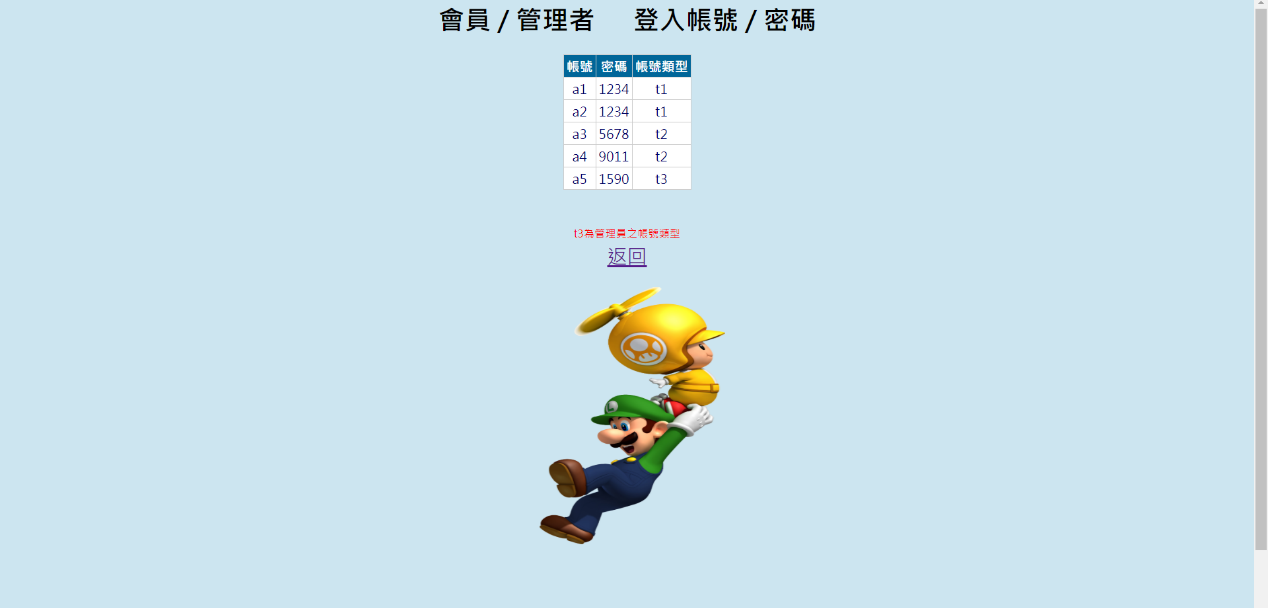 會員 / 管理者 登入帳號 / 密碼
帳號 密碼 帳號類型
a1 1234 t1
a2 1234 t1
a3 5678 t2
a4 9011 t2
a5 1590 t3
t3為管理員之帳號類型
返回
L